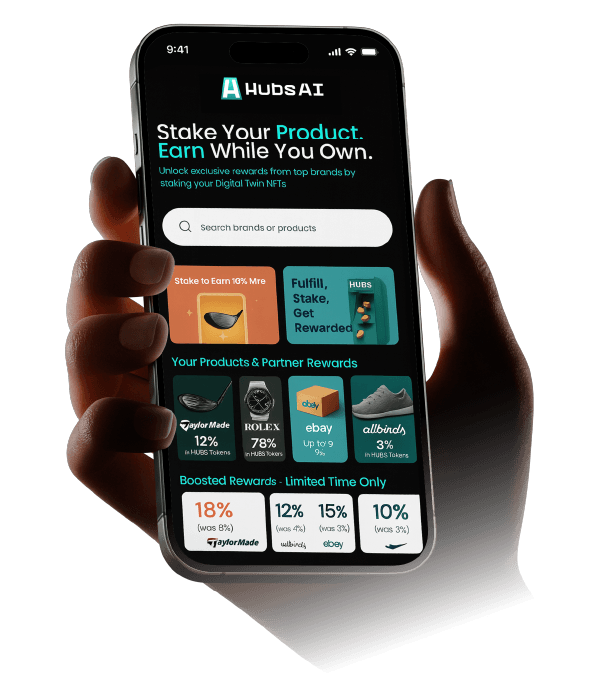 9:41
A HubsAI
Stake Your Product.
Earn While You Own.
Unlock exclusive rewards from top brands by
staking your Digital Twin NFTs
Search brands or products
Stake to Earn 10% Mre
Fulfill,
Stake,
Get
Rewarded
HUBS
Your Products & Partner Rewards
TaylorMade
12%
in HUBS Tokens
ROLEX
78%
in HUBS Tokens
ebay
ebay
Up to 9
9%
allbirds
3%
in HUBS Tokens
Boosted Rewards - Limited Time Only
18%
(was 8%)
TaylorMade
12%
(was 4%)
allbirds
15%
(was 3%)
ebay
10%
(was 3%)